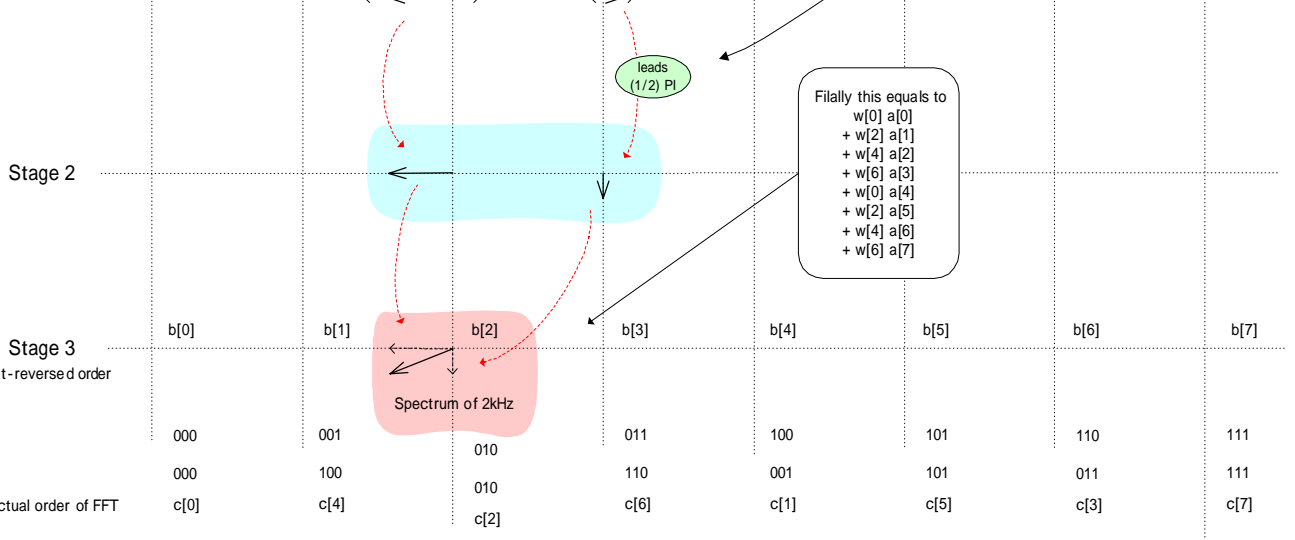 leads
(1/2) PI
Filally this equals to
w[0] a[0]
+ w[2] a[1]
+ w[4] a[2]
+ w[6] a[3]
+ w[0] a[4]
+ w[2] a[5]
+ w[4] a[6]
+ w[6] a[7]
Stage 2
b[0] b[1] b[2] b[3] b[4] b[5] b[6] b[7]
Stage 3
t-reversed order
Spectrum of 2kHz
000 001 010 011 100 101 110 111
000 100 010 110 001 101 011 111
ctual order of FFT c[0] c[4] c[2] c[6] c[1] c[5] c[3] c[7]